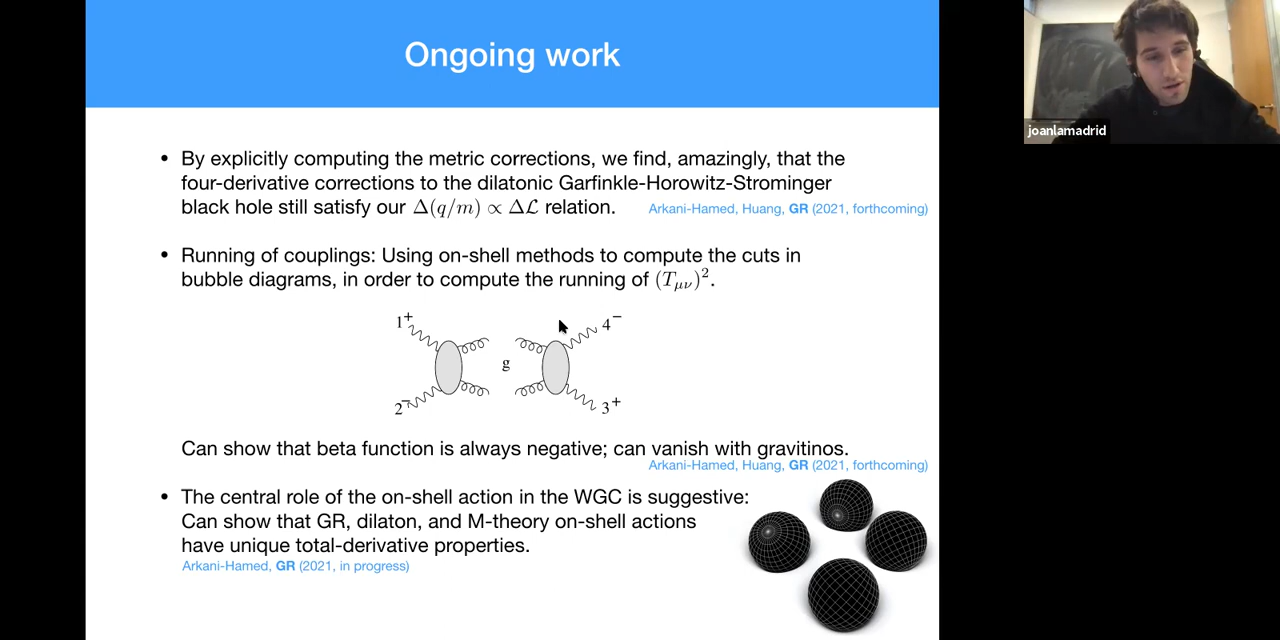 Ongoing work
joanlamadrid
• By explicitly computing the metric corrections, we find, amazingly, that the
four-derivative corrections to the dilatonic Garfinkle-Horowitz-Strominger
black hole still satisfy our Δ(q/m) ∝ Δℒ relation. Arkani-Hamed, Huang, GR (2021, forthcoming)
• Running of couplings: Using on-shell methods to compute the cuts in
bubble diagrams, in order to compute the running of (Tμν)².
1⁺ 4⁻
g
2⁻ 3⁺
Can show that beta function is always negative; can vanish with gravitinos.
Arkani-Hamed, Huang, GR (2021, forthcoming)
• The central role of the on-shell action in the WGC is suggestive:
Can show that GR, dilaton, and M-theory on-shell actions
have unique total-derivative properties.
Arkani-Hamed, GR (2021, in progress)